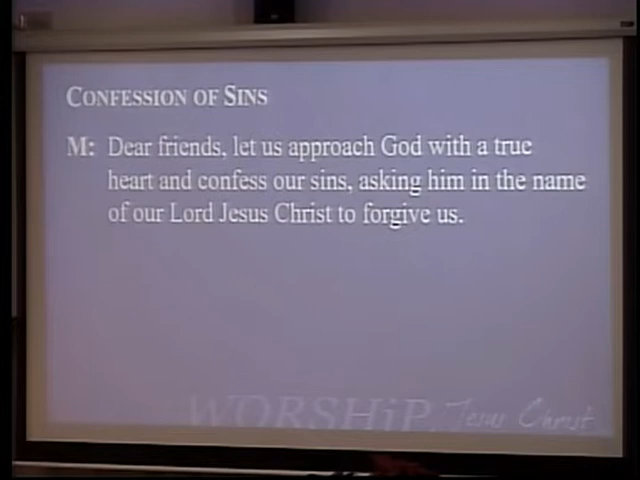 CONFESSION OF SINS
M: Dear friends, let us approach God with a true
heart and confess our sins, asking him in the name
of our Lord Jesus Christ to forgive us.
WORSHiP Jesus Christ